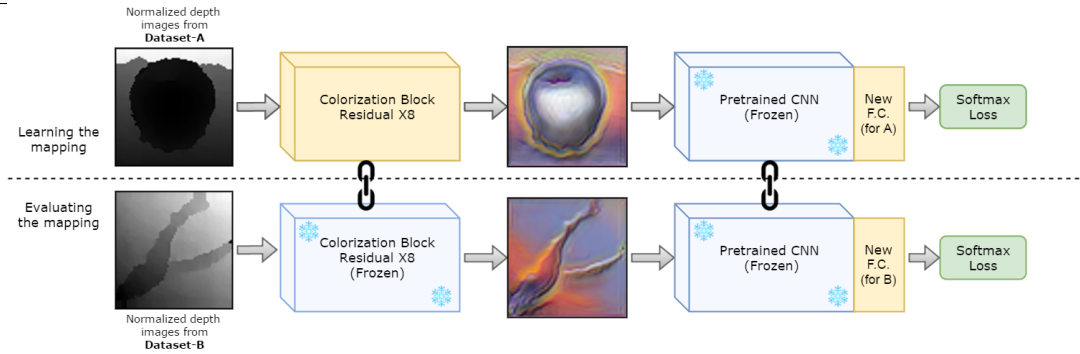 Normalized depth
images from
Dataset-A
Learning the
mapping
Colorization Block
Residual X8
Pretrained CNN
(Frozen)
New
F.C.
(for A)
Softmax
Loss
Evaluating
the mapping
Colorization Block
Residual X8
(Frozen)
Pretrained CNN
(Frozen)
New
F.C.
(for B)
Softmax
Loss
Normalized depth
images from
Dataset-B